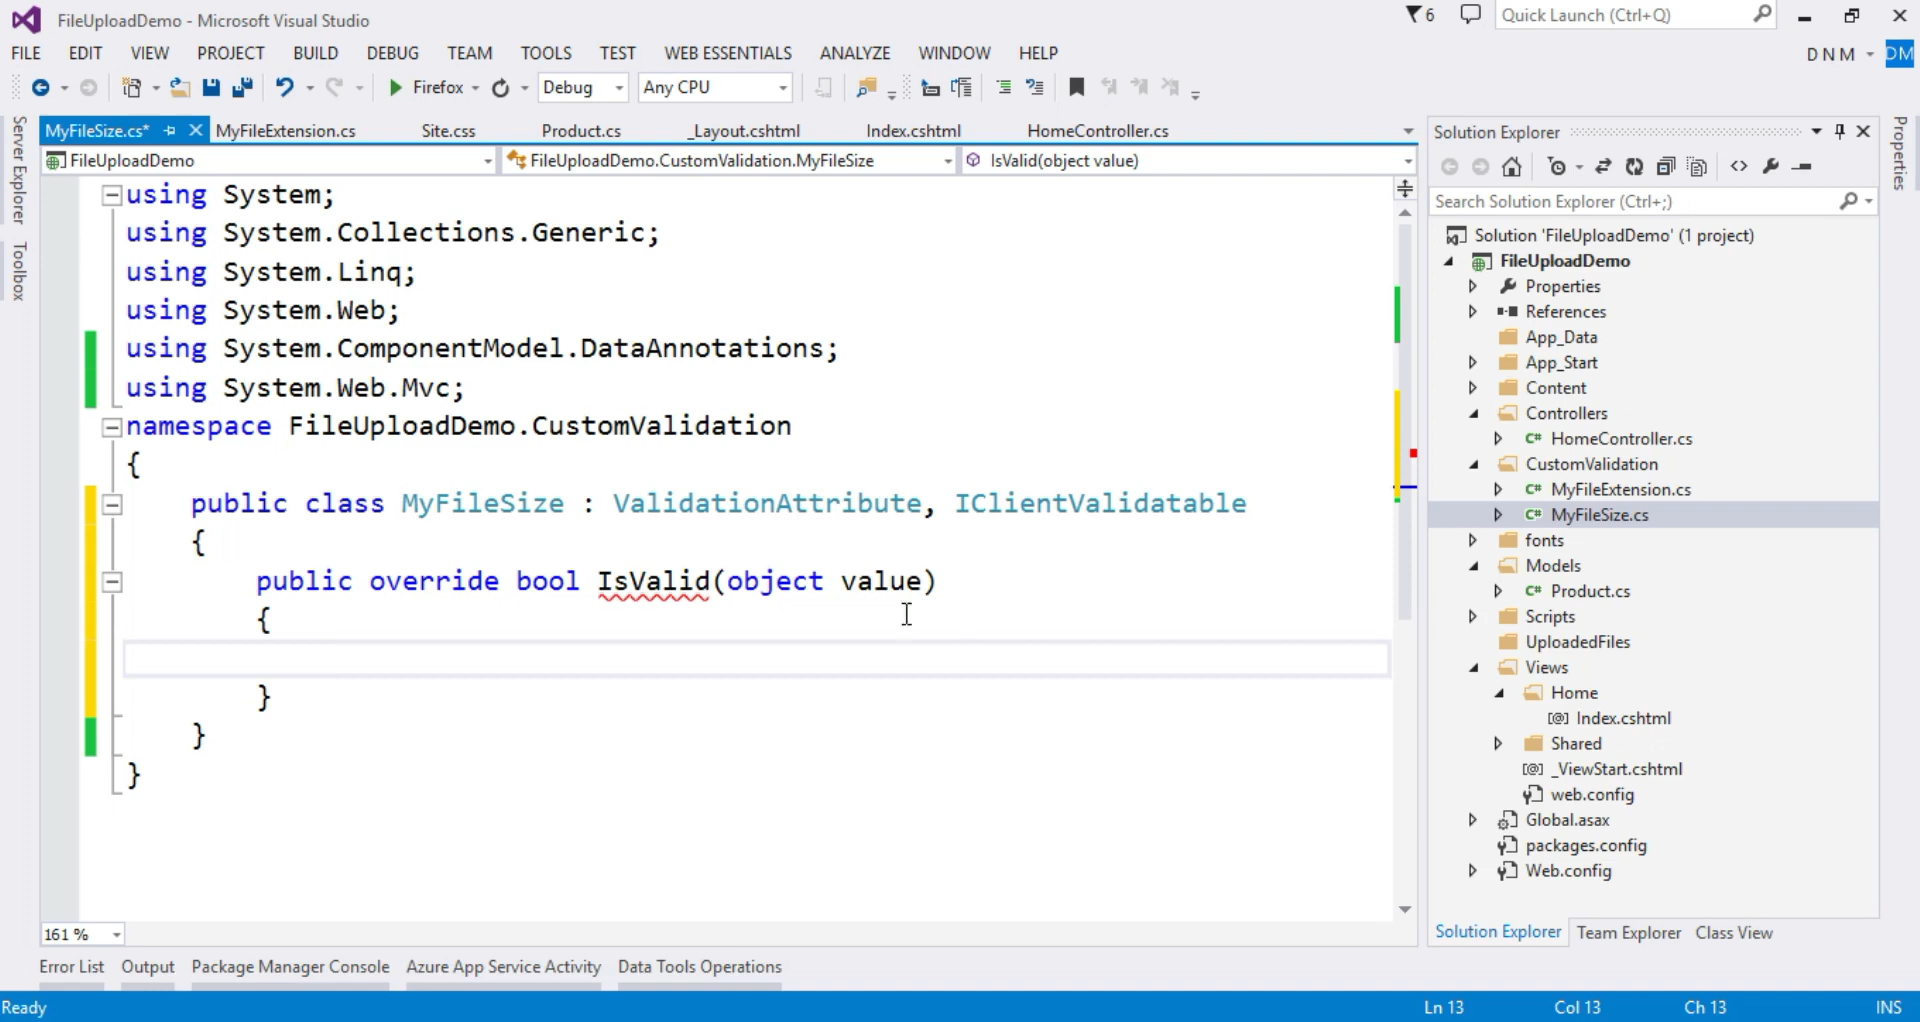 FileUploadDemo - Microsoft Visual Studio
6
Quick Launch (Ctrl+Q)
FILE EDIT VIEW PROJECT BUILD DEBUG TEAM TOOLS TEST WEB ESSENTIALS ANALYZE WINDOW HELP
D N M
DM
Firefox
Debug
Any CPU
Server Explorer
Toolbox
MyFileSize.cs* MyFileExtension.cs Site.css Product.cs _Layout.cshtml Index.cshtml HomeController.cs
FileUploadDemo
FileUploadDemo.CustomValidation.MyFileSize
IsValid(object value)
using System;
using System.Collections.Generic;
using System.Linq;
using System.Web;
using System.ComponentModel.DataAnnotations;
using System.Web.Mvc;
namespace FileUploadDemo.CustomValidation
{
public class MyFileSize : ValidationAttribute, IClientValidatable
{
public override bool IsValid(object value)
{
}
}
}
161 %
Solution Explorer
Search Solution Explorer (Ctrl+;)
Solution 'FileUploadDemo' (1 project)
FileUploadDemo
Properties
References
App_Data
App_Start
Content
Controllers
C# HomeController.cs
CustomValidation
C# MyFileExtension.cs
C# MyFileSize.cs
fonts
Models
C# Product.cs
Scripts
UploadedFiles
Views
Home
[@] Index.cshtml
Shared
[@] _ViewStart.cshtml
web.config
Global.asax
packages.config
Web.config
Solution Explorer Team Explorer Class View
Properties
Error List Output Package Manager Console Azure App Service Activity Data Tools Operations
Ready
Ln 13 Col 13 Ch 13 INS